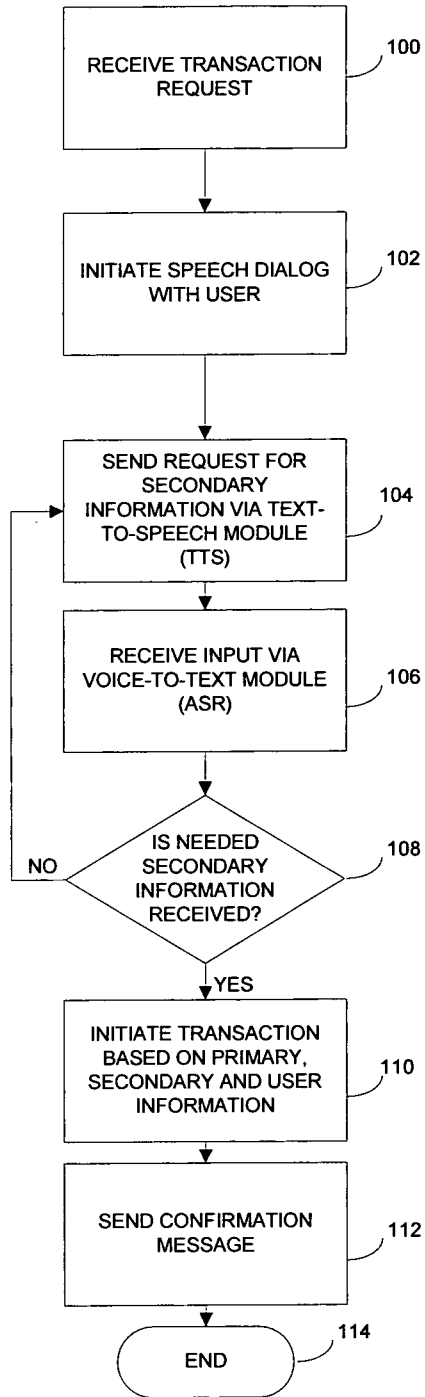 RECEIVE TRANSACTION
REQUEST
100
INITIATE SPEECH DIALOG
WITH USER
102
SEND REQUEST FOR
SECONDARY
INFORMATION VIA TEXT-
TO-SPEECH MODULE
(TTS)
104
RECEIVE INPUT VIA
VOICE-TO-TEXT MODULE
(ASR)
106
IS NEEDED
SECONDARY
INFORMATION
RECEIVED?
108
NO
YES
INITIATE TRANSACTION
BASED ON PRIMARY,
SECONDARY AND USER
INFORMATION
110
SEND CONFIRMATION
MESSAGE
112
END
114